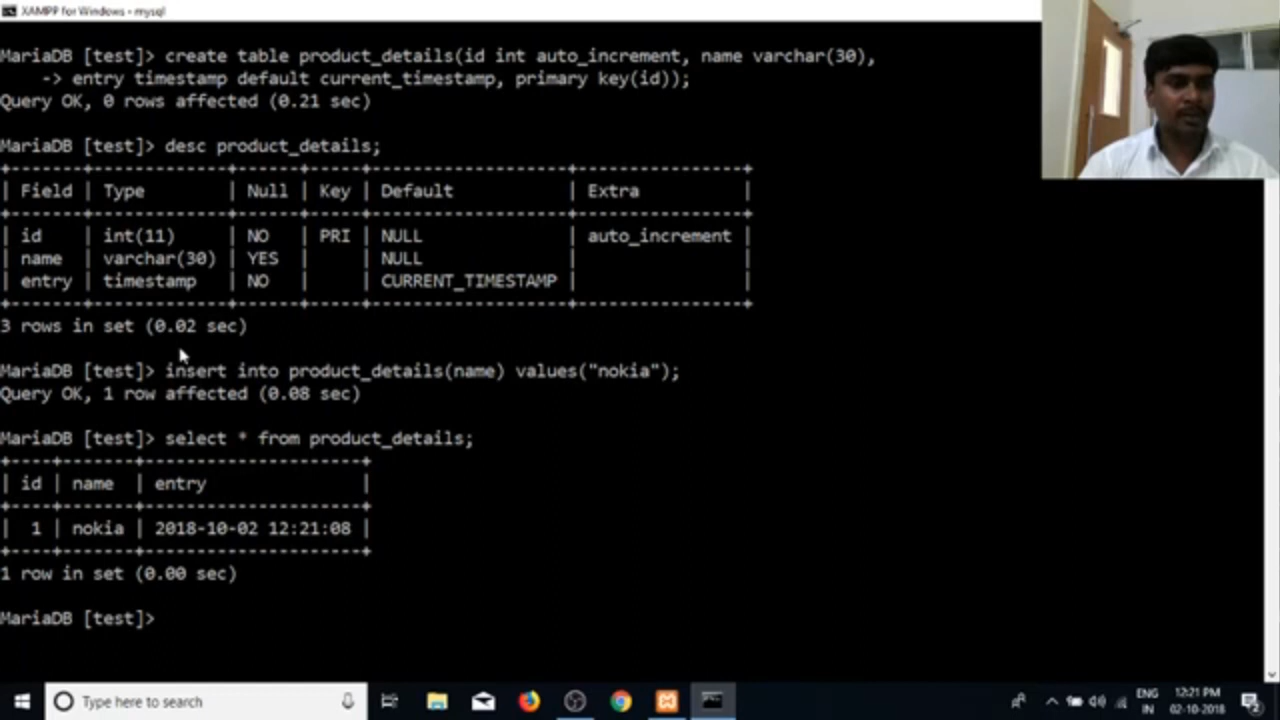 XAMPP for Windows - mysql
MariaDB [test]> create table product_details(id int auto_increment, name varchar(30),
    -> entry timestamp default current_timestamp, primary key(id));
Query OK, 0 rows affected (0.21 sec)
MariaDB [test]> desc product_details;
+-------+-------------+------+-----+-------------------+----------------+
| Field | Type | Null | Key | Default | Extra |
+-------+-------------+------+-----+-------------------+----------------+
| id | int(11) | NO | PRI | NULL | auto_increment |
| name | varchar(30) | YES | | NULL | |
| entry | timestamp | NO | | CURRENT_TIMESTAMP | |
+-------+-------------+------+-----+-------------------+----------------+
3 rows in set (0.02 sec)
MariaDB [test]> insert into product_details(name) values("nokia");
Query OK, 1 row affected (0.08 sec)
MariaDB [test]> select * from product_details;
+----+-------+---------------------+
| id | name | entry |
+----+-------+---------------------+
| 1 | nokia | 2018-10-02 12:21:08 |
+----+-------+---------------------+
1 row in set (0.00 sec)
MariaDB [test]>
Type here to search
ENG 12:21 PM
IN 02-10-2018
2